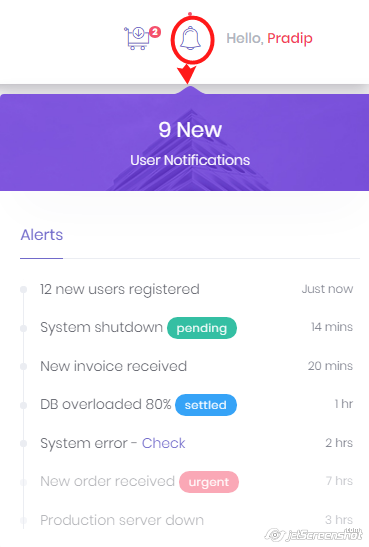 2
Hello, Pradip
9 New
User Notifications
Alerts
12 new users registered Just now
System shutdown pending 14 mins
New invoice received 20 mins
DB overloaded 80% settled 1 hr
System error - Check 2 hrs
New order received urgent 7 hrs
Production server down 3 hrs
jetScreenshot